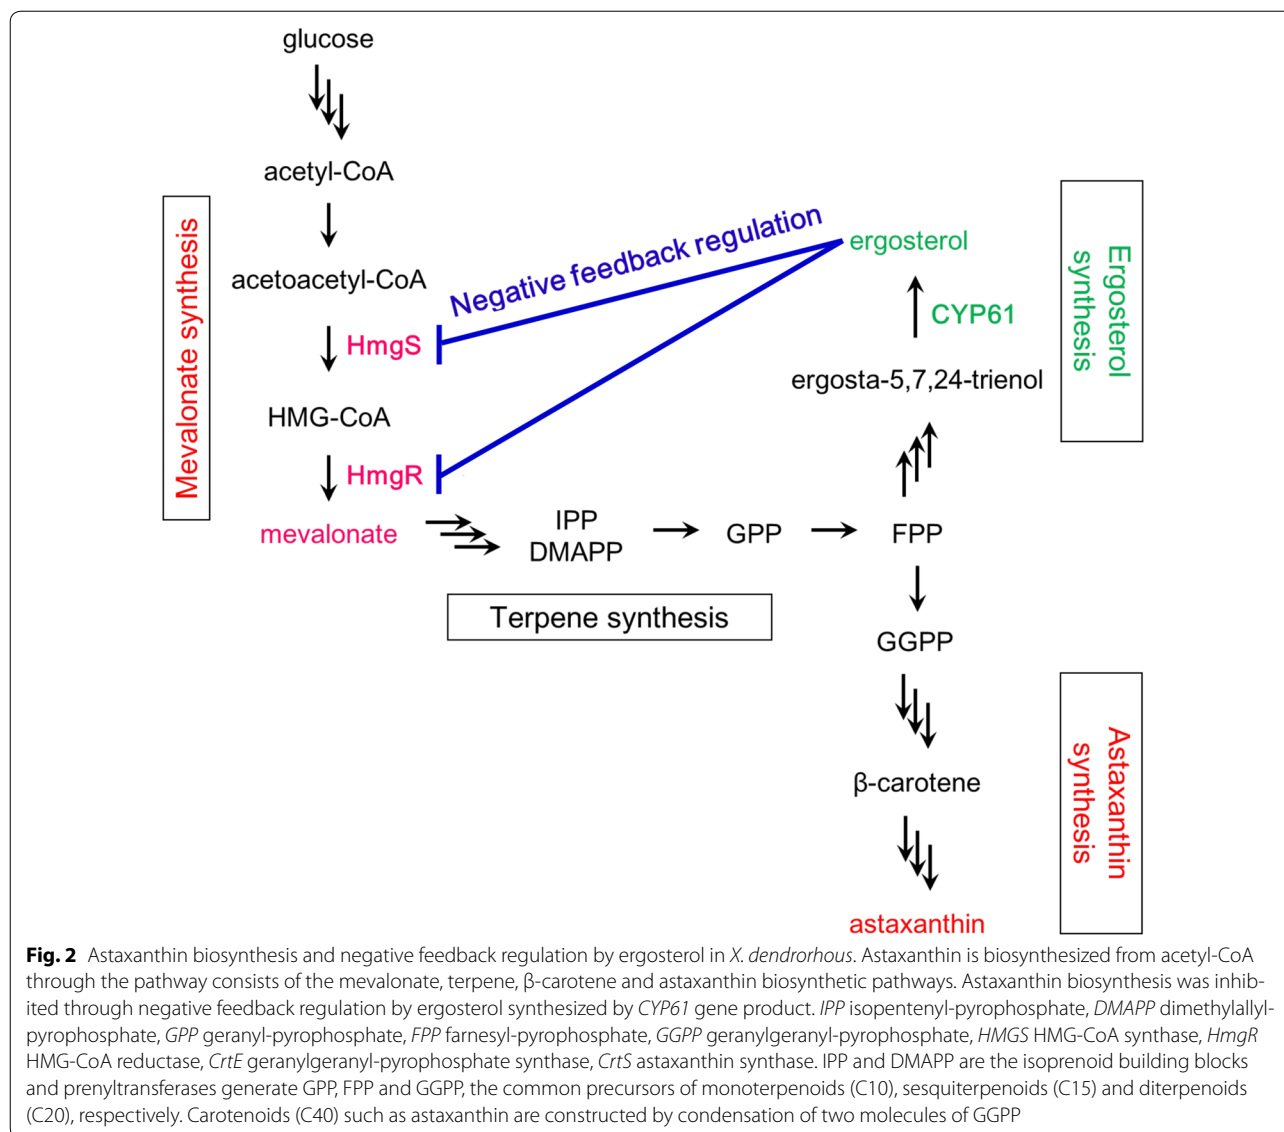 glucose
acetyl-CoA
Mevalonate synthesis
acetoacetyl-CoA
HmgS
HMG-CoA
HmgR
mevalonate
Negative feedback regulation
ergosterol
CYP61
ergosta-5,7,24-trienol
Ergosterol
synthesis
IPP
DMAPP
GPP
FPP
Terpene synthesis
GGPP
β-carotene
astaxanthin
Astaxanthin
synthesis
Fig. 2 Astaxanthin biosynthesis and negative feedback regulation by ergosterol in X. dendrorhous. Astaxanthin is biosynthesized from acetyl-CoA
through the pathway consists of the mevalonate, terpene, β-carotene and astaxanthin biosynthetic pathways. Astaxanthin biosynthesis was inhib-
ited through negative feedback regulation by ergosterol synthesized by CYP61 gene product. IPP isopentenyl-pyrophosphate, DMAPP dimethylallyl-
pyrophosphate, GPP geranyl-pyrophosphate, FPP farnesyl-pyrophosphate, GGPP geranylgeranyl-pyrophosphate, HMGS HMG-CoA synthase, HmgR
HMG-CoA reductase, CrtE geranylgeranyl-pyrophosphate synthase, CrtS astaxanthin synthase. IPP and DMAPP are the isoprenoid building blocks
and prenyltransferases generate GPP, FPP and GGPP, the common precursors of monoterpenoids (C10), sesquiterpenoids (C15) and diterpenoids
(C20), respectively. Carotenoids (C40) such as astaxanthin are constructed by condensation of two molecules of GGPP